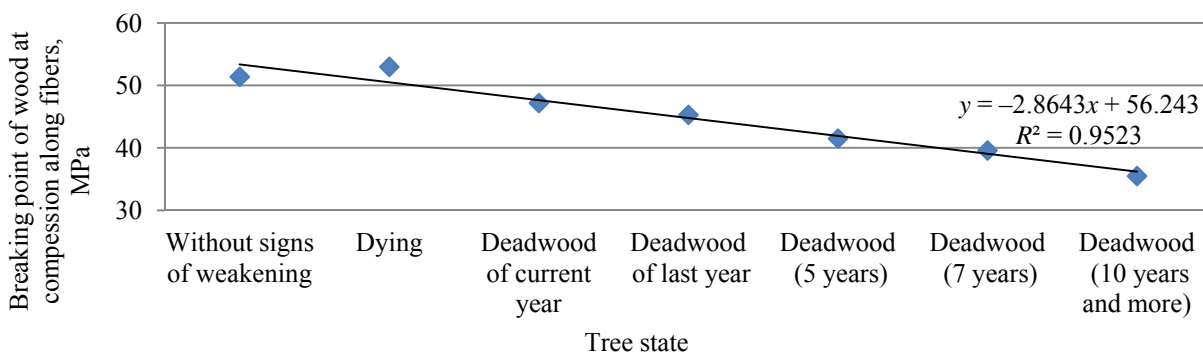 Breaking point of wood at
compession along fibers,
MPa
60
50
40
30
y = –2.8643x + 56.243
R² = 0.9523
Without signs
of weakening
Dying
Deadwood
of current
year
Deadwood
of last year
Deadwood
(5 years)
Deadwood
(7 years)
Deadwood
(10 years
and more)
Tree state